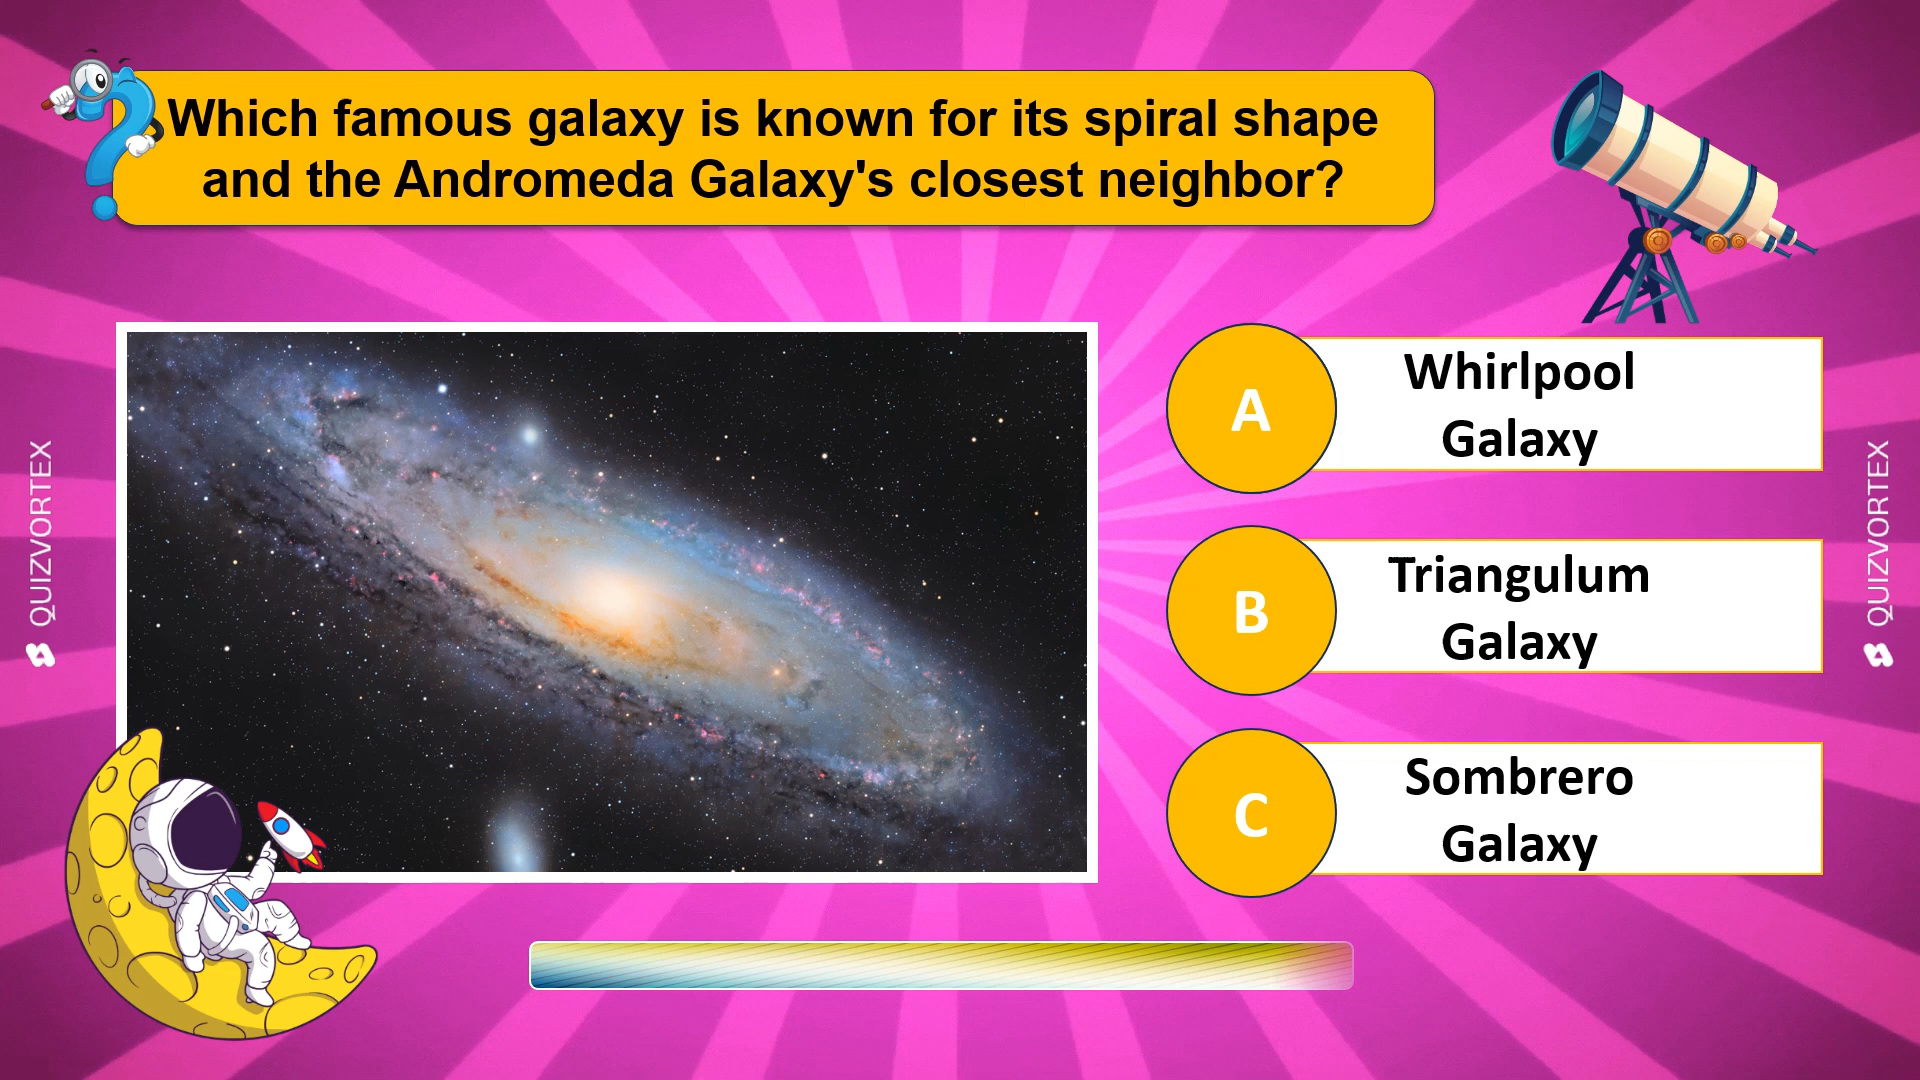 Which famous galaxy is known for its spiral shape
and the Andromeda Galaxy's closest neighbor?
A
Whirlpool
Galaxy
B
Triangulum
Galaxy
C
Sombrero
Galaxy
QUIZVORTEX
QUIZVORTEX